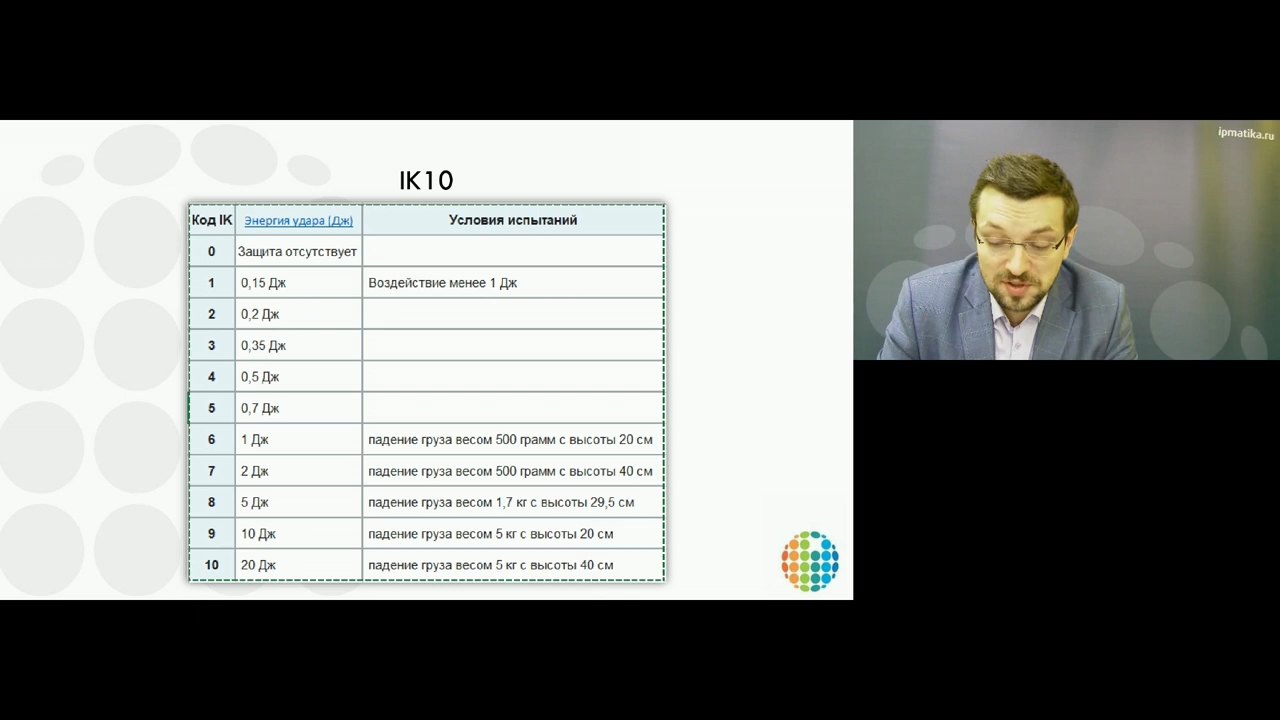 IK10
Код IK Энергия удара (Дж) Условия испытаний
0 Защита отсутствует
1 0,15 Дж Воздействие менее 1 Дж
2 0,2 Дж
3 0,35 Дж
4 0,5 Дж
5 0,7 Дж
6 1 Дж падение груза весом 500 грамм с высоты 20 см
7 2 Дж падение груза весом 500 грамм с высоты 40 см
8 5 Дж падение груза весом 1,7 кг с высоты 29,5 см
9 10 Дж падение груза весом 5 кг с высоты 20 см
10 20 Дж падение груза весом 5 кг с высоты 40 см
ipmatika.ru